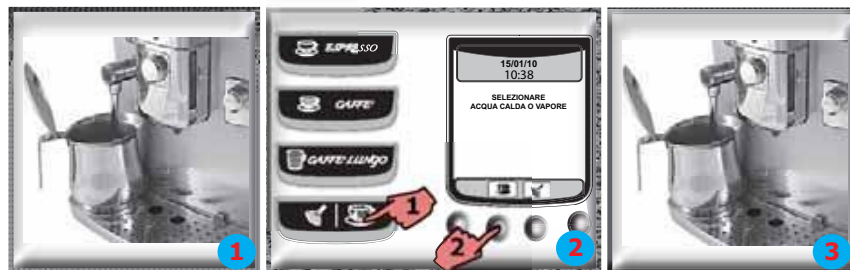 1
ESPRESSO
CAFFE'
CAFFE' LUNGO
15/01/10
10:38
SELEZIONARE
ACQUA CALDA O VAPORE
1
2
2
3